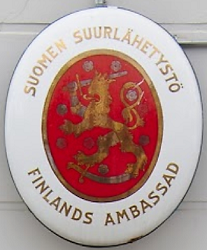 SUOMEN SUURLÄHETYSTÖ
FINLANDS AMBASSAD